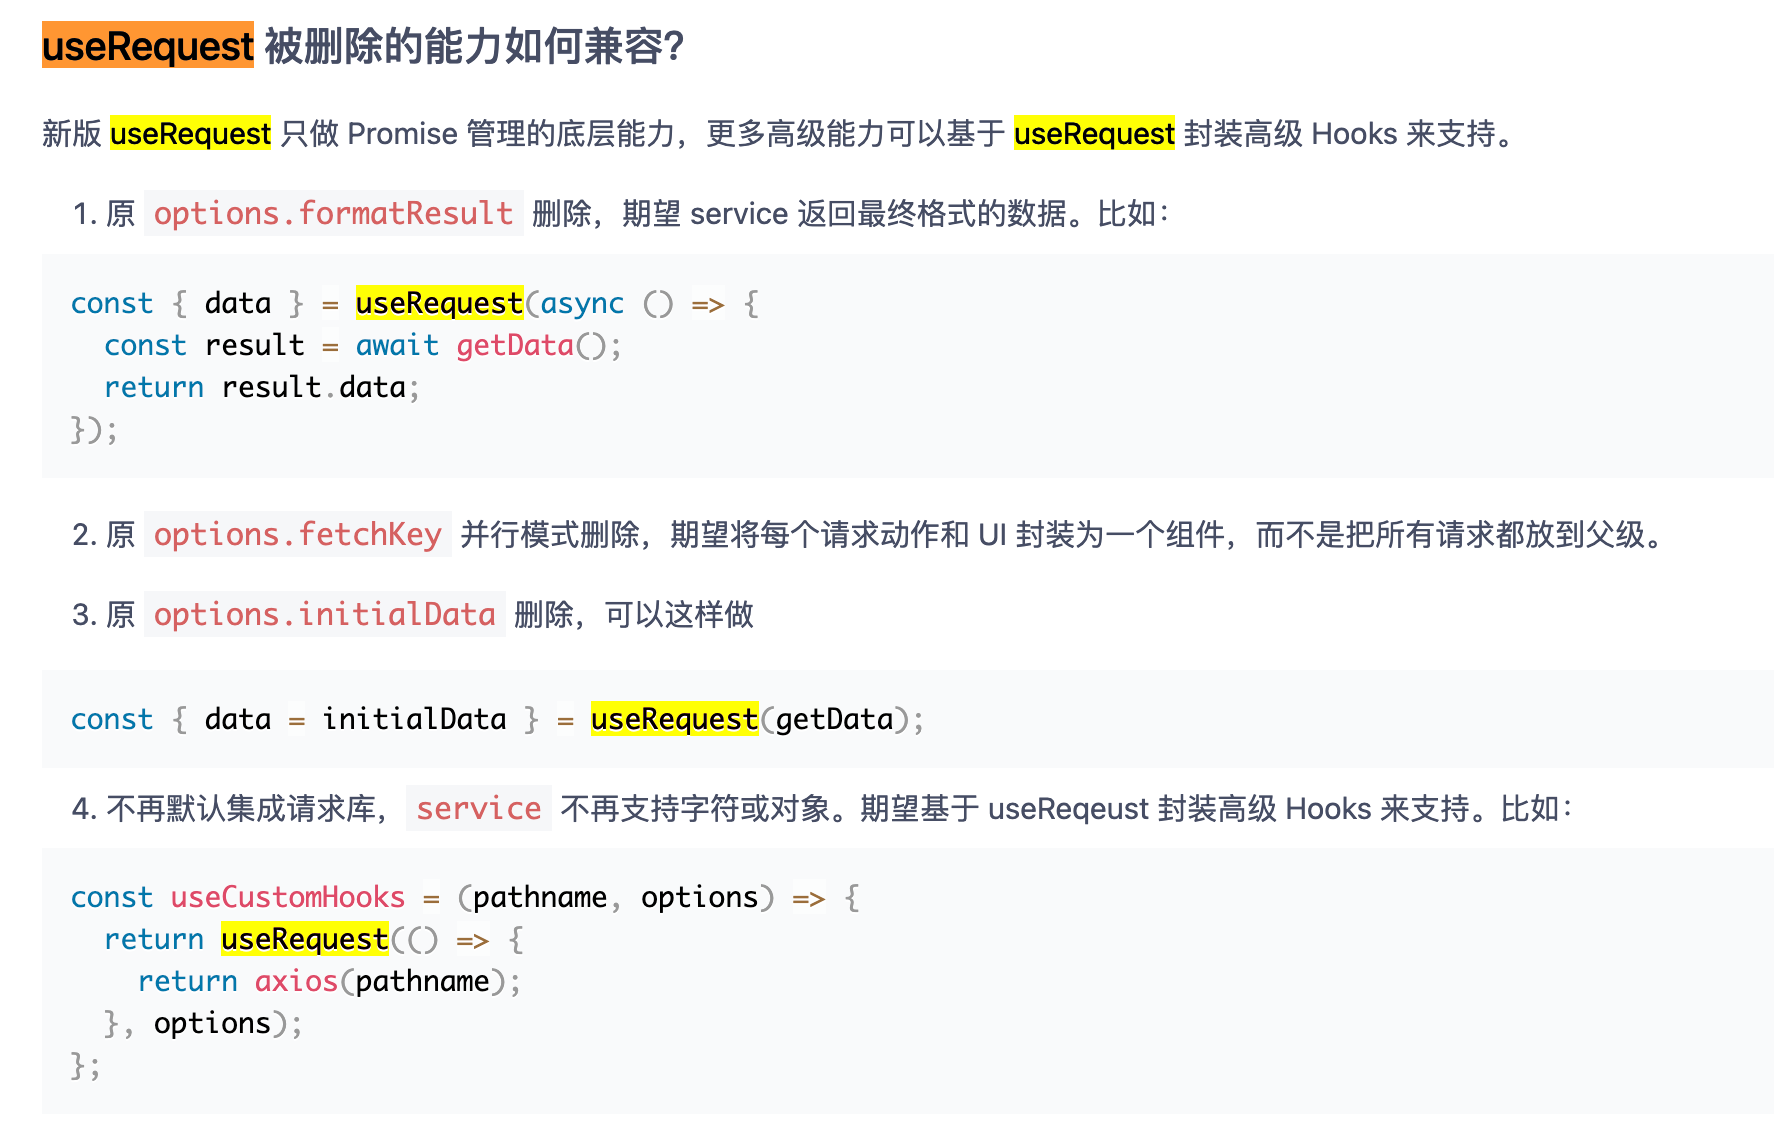 useRequest 被删除的能力如何兼容?
新版 useRequest 只做 Promise 管理的底层能力，更多高级能力可以基于 useRequest 封装高级 Hooks 来支持。
1. 原 options.formatResult 删除，期望 service 返回最终格式的数据。比如：
const { data } = useRequest(async () => {
  const result = await getData();
  return result.data;
});
2. 原 options.fetchKey 并行模式删除，期望将每个请求动作和 UI 封装为一个组件，而不是把所有请求都放到父级。
3. 原 options.initialData 删除，可以这样做
const { data = initialData } = useRequest(getData);
4. 不再默认集成请求库， service 不再支持字符或对象。期望基于 useReqeust 封装高级 Hooks 来支持。比如：
const useCustomHooks = (pathname, options) => {
  return useRequest(() => {
    return axios(pathname);
  }, options);
};